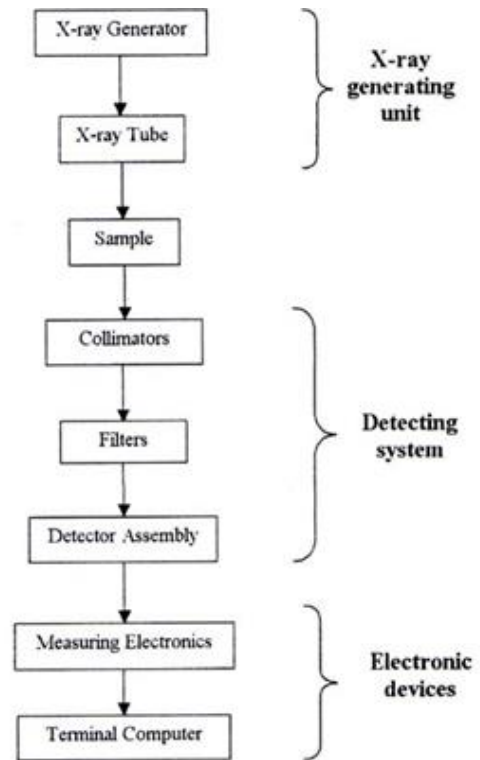 X-ray Generator
X-ray
generating
unit
X-ray Tube
Sample
Collimators
Filters
Detecting
system
Detector Assembly
Measuring Electronics
Electronic
devices
Terminal Computer